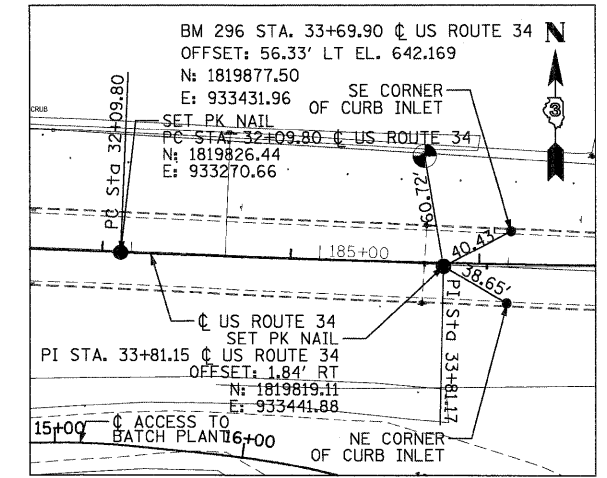 BM 296 STA. 33+69.90 ℄ US ROUTE 34
OFFSET: 56.33' LT EL. 642.169
N: 1819877.50
E: 933431.96
N
3
SE CORNER
OF CURB INLET
CRUB
SET PK NAIL
PC STA. 32+09.80 ℄ US ROUTE 34
N: 1819826.44
E: 933270.66
PC Sta 32+09.80
60.72'
40.43'
38.65'
185+00
℄ US ROUTE 34
SET PK NAIL
PI STA. 33+81.15 ℄ US ROUTE 34
OFFSET: 1.84' RT
N: 1819819.11
E: 933441.88
PI Sta 33+81.17
15+00
℄ ACCESS TO
BATCH PLANT
16+00
NE CORNER
OF CURB INLET